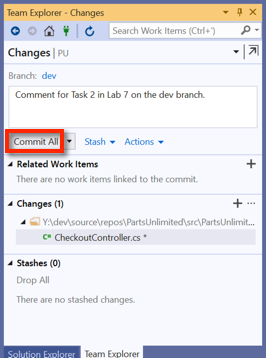 Team Explorer - Changes
Search Work Items (Ctrl+')
Changes | PU
Branch: dev
Comment for Task 2 in Lab 7 on the dev branch.
Commit All Stash Actions
Related Work Items
There are no work items linked to the commit.
Changes (1)
Y:\dev\source\repos\PartsUnlimited\src\PartsUnlimit...
C# CheckoutController.cs *
Stashes (0)
Drop All
There are no stashed changes.
Solution Explorer Team Explorer